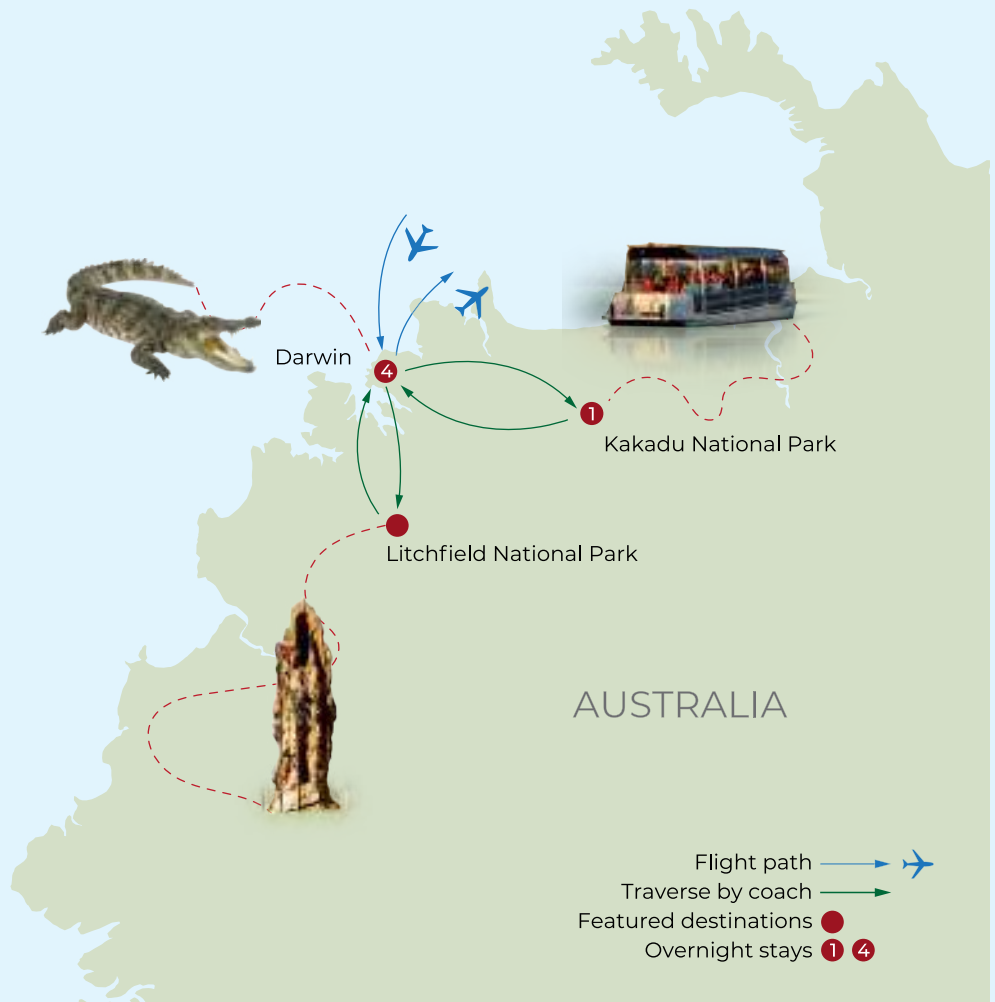 Darwin
4
1
Kakadu National Park
Litchfield National Park
AUSTRALIA
Flight path
Traverse by coach
Featured destinations
Overnight stays 1 4